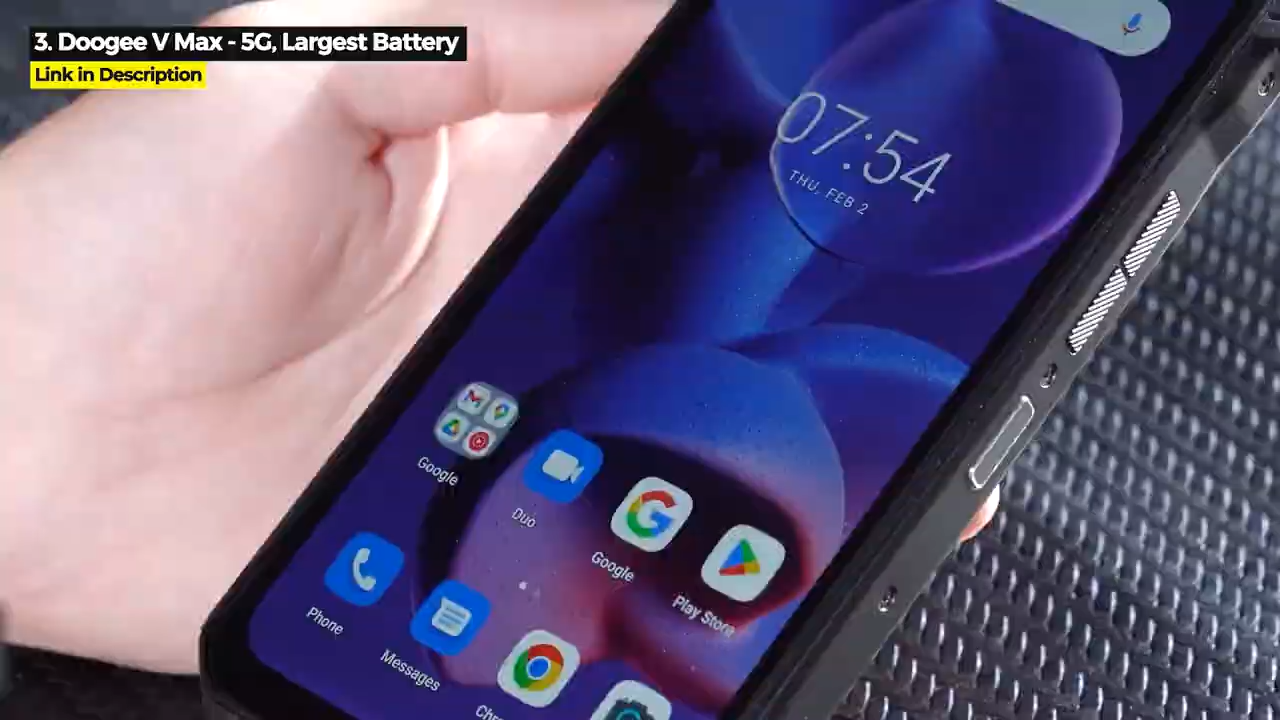 3. Doogee V Max - 5G, Largest Battery
Link in Description
07:54
THU, FEB 2
Google
Duo
Google
Play Store
Phone
Messages